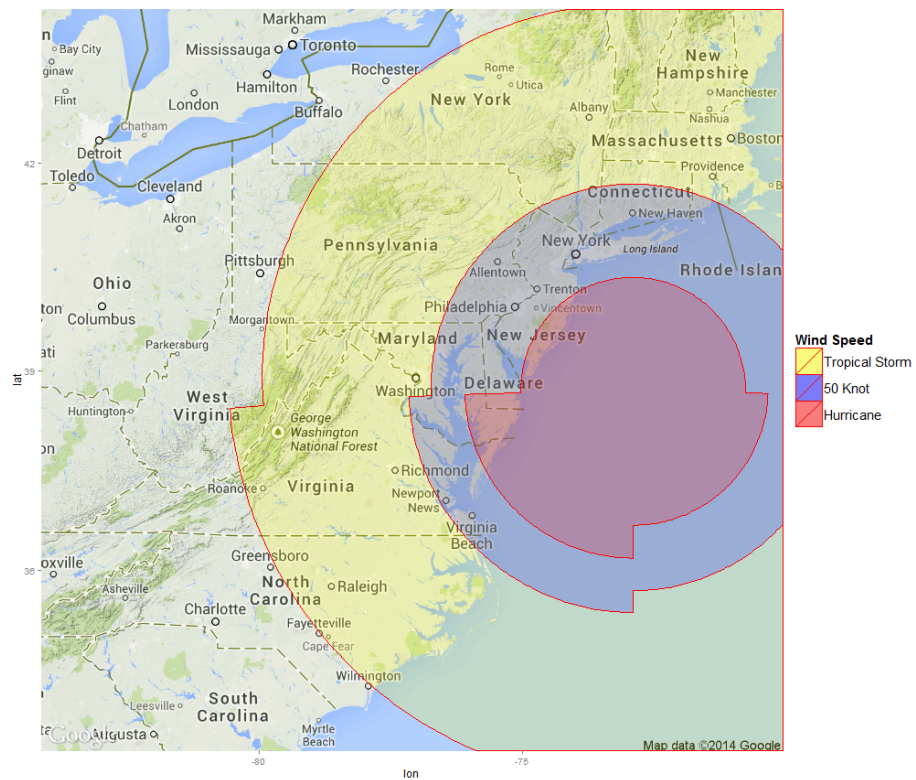 Markham
Mississauga
Toronto
Bay City
ginaw
Flint
London
Hamilton
Rochester
Rome
Utica
New
Hampshire
Manchester
Nashua
Buffalo
New York
Albany
Chatham
Detroit
Massachusetts
Boston
Providence
42
Toledo
Cleveland
Akron
Connecticut
New Haven
Pennsylvania
New York
Long Island
Pittsburgh
Allentown
Rhode Islan
Ohio
Columbus
Trenton
Philadelphia
Vincentown
Morgantown
Maryland
New Jersey
Parkersburg
39
Washington
Delaware
West
Virginia
Huntington
George
Washington
National Forest
Richmond
Roanoke
Virginia
Newport
News
Virginia
Beach
36
oxville
Greensboro
North
Carolina
Asheville
Raleigh
Charlotte
Fayetteville
Cape Fear
Wilmington
South
Carolina
Leesville
Augusta
Myrtle
Beach
Google
Map data ©2014 Google
-80
-75
lon
lat
Wind Speed
Tropical Storm
50 Knot
Hurricane